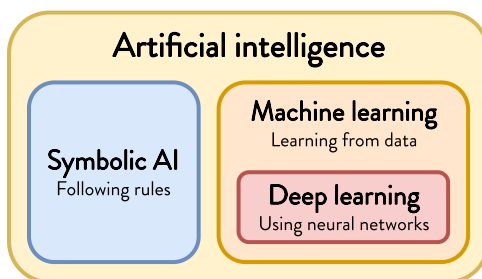 Artificial intelligence
Symbolic AI
Following rules
Machine learning
Learning from data
Deep learning
Using neural networks